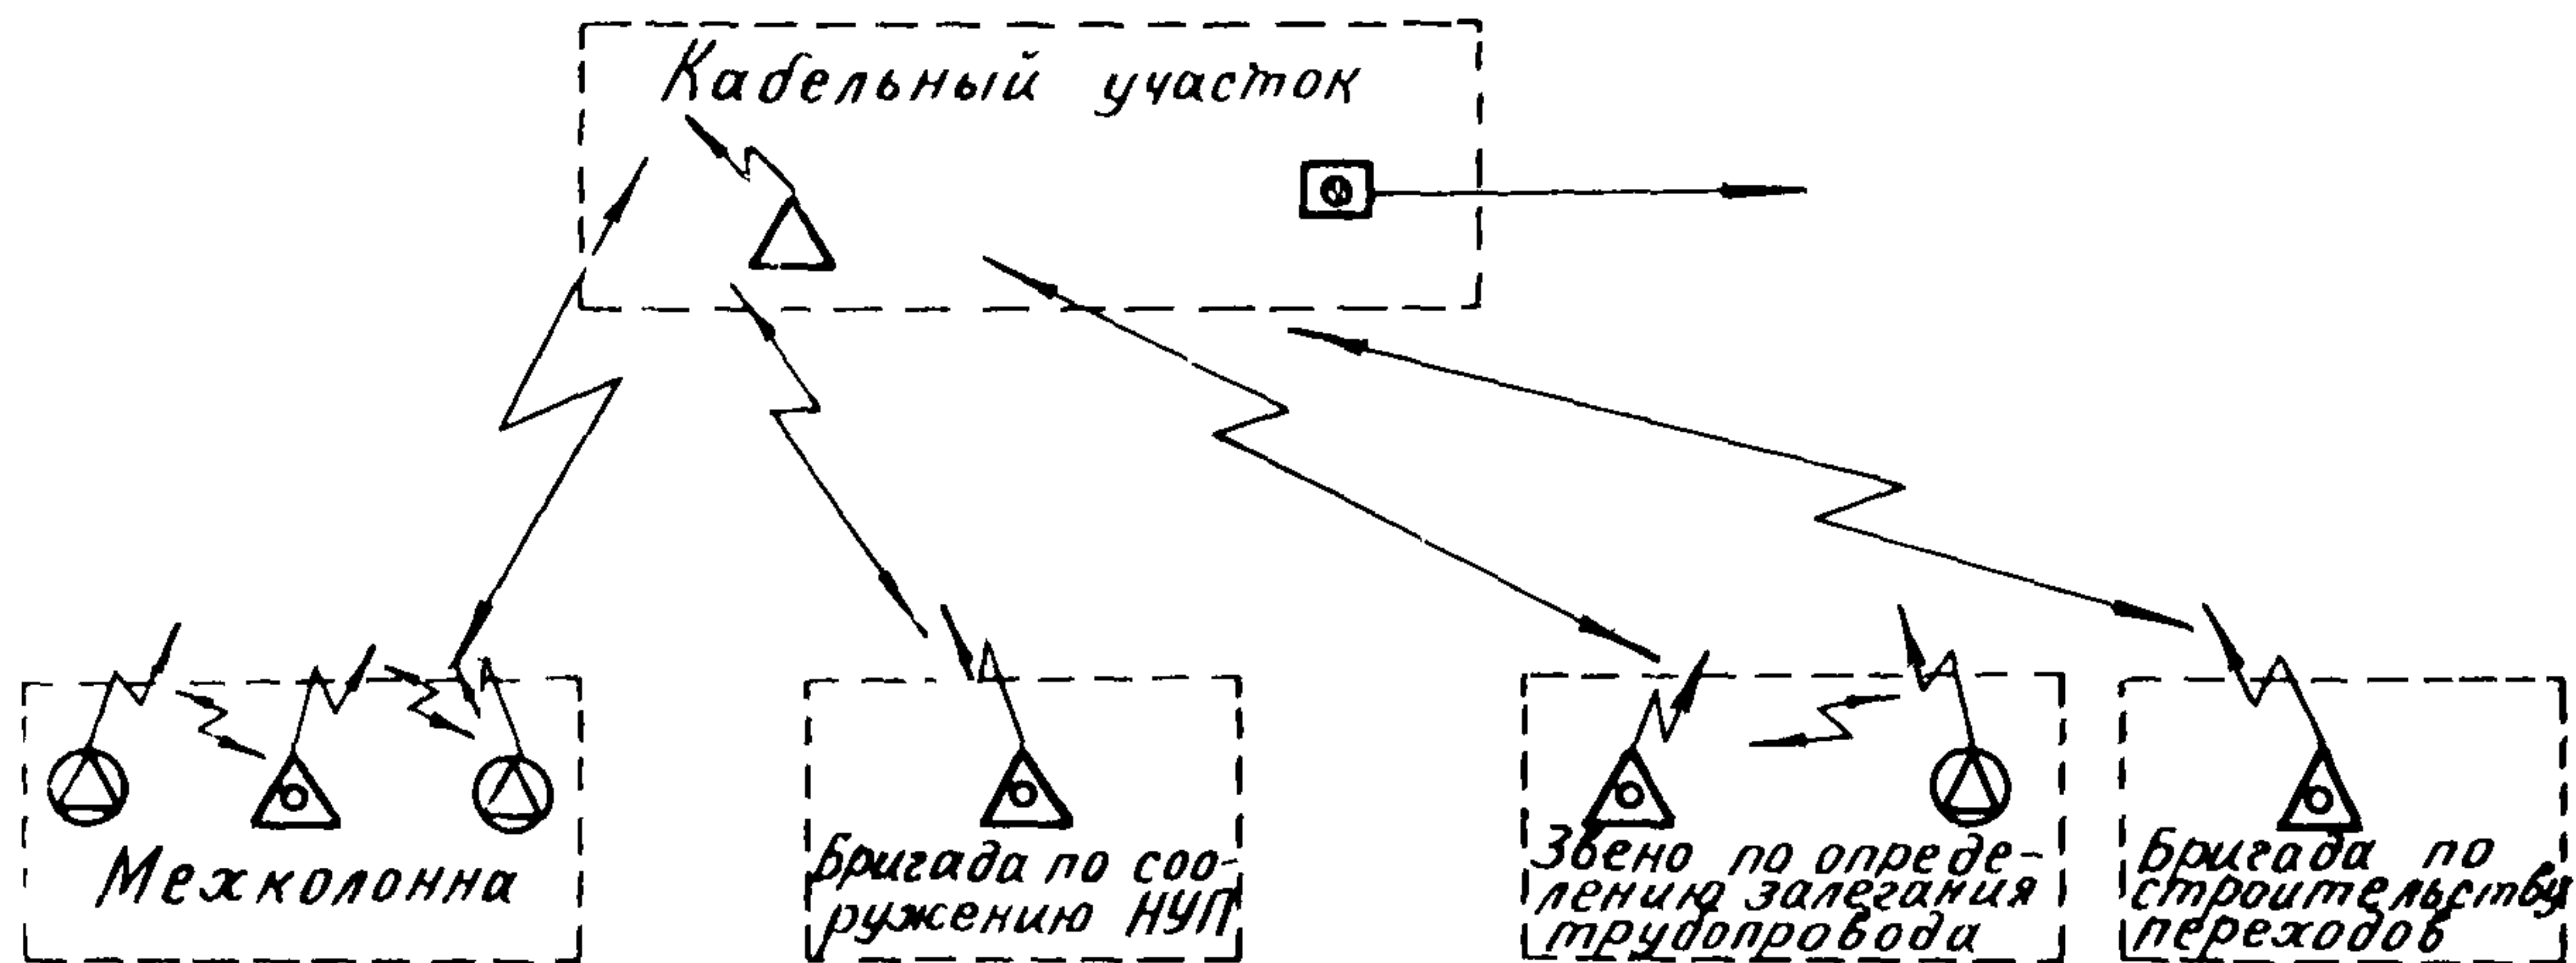 Кабельный участок
Мехколонна
Бригада по соо-
ружению НУП
Звено по опреде-
лению залегания
трубопровода
Бригада по
строительству
переходов